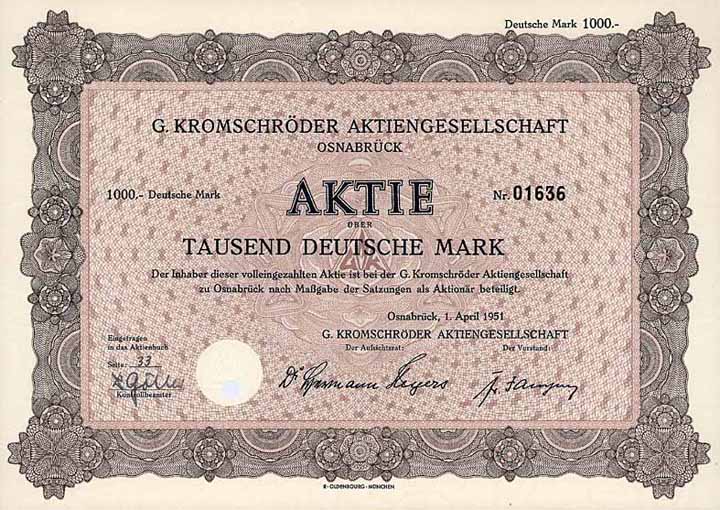 Deutsche Mark 1000.-
G. KROMSCHRÖDER AKTIENGESELLSCHAFT
OSNABRÜCK
1000.- Deutsche Mark
AKTIE
Nr. 01636
ÜBER
TAUSEND DEUTSCHE MARK
Der Inhaber dieser volleingezahlten Aktie ist bei der G. Kromschröder Aktiengesellschaft
zu Osnabrück nach Maßgabe der Satzungen als Aktionär beteiligt.
Osnabrück, 1. April 1951
G. KROMSCHRÖDER AKTIENGESELLSCHAFT
Der Aufsichtsrat: Der Vorstand:
Eingetragen
in das Aktienbuch
Seite: 33
Dr Hermann
Kontrollbeamter
R·OLDENBOURG·MÜNCHEN